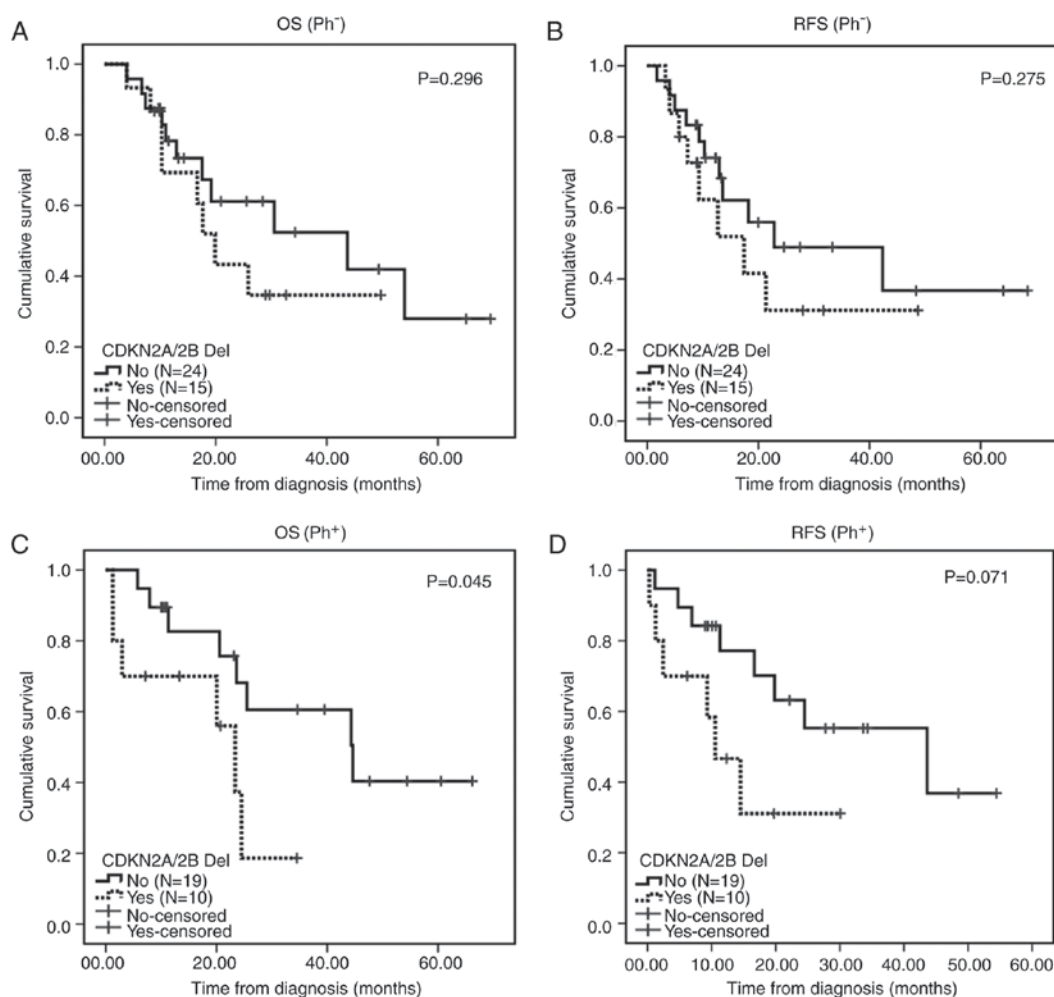 A
OS (Ph⁻)
P=0.296
Cumulative survival
1.0
0.8
0.6
0.4
0.2
0.0
CDKN2A/2B Del
No (N=24)
Yes (N=15)
No-censored
Yes-censored
00.00 20.00 40.00 60.00
Time from diagnosis (months)
B
RFS (Ph⁻)
P=0.275
Cumulative survival
1.0
0.8
0.6
0.4
0.2
0.0
CDKN2A/2B Del
No (N=24)
Yes (N=15)
No-censored
Yes-censored
00.00 20.00 40.00 60.00
Time from diagnosis (months)
C
OS (Ph⁺)
P=0.045
Cumulative survival
1.0
0.8
0.6
0.4
0.2
0.0
CDKN2A/2B Del
No (N=19)
Yes (N=10)
No-censored
Yes-censored
00.00 20.00 40.00 60.00
Time from diagnosis (months)
D
RFS (Ph⁺)
P=0.071
Cumulative survival
1.0
0.8
0.6
0.4
0.2
0.0
CDKN2A/2B Del
No (N=19)
Yes (N=10)
No-censored
Yes-censored
00.00 10.00 20.00 30.00 40.00 50.00 60.00
Time from diagnosis (months)